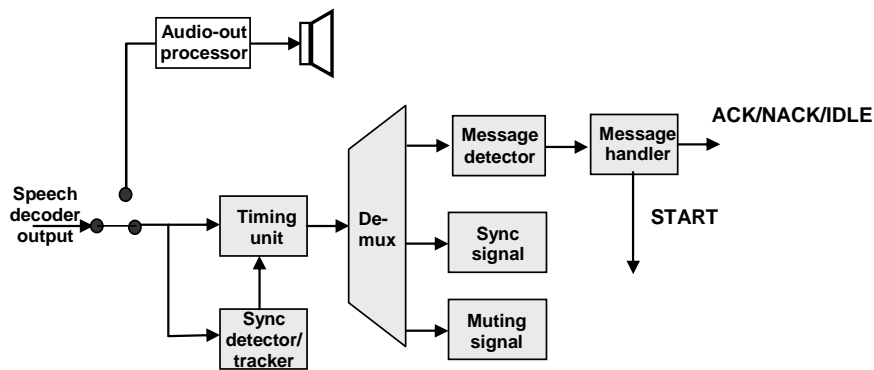 Audio-out
processor
ACK/NACK/IDLE
Message
detector
Message
handler
Speech
decoder
output
Timing
unit
De-
mux
START
Sync
signal
Sync
detector/
tracker
Muting
signal